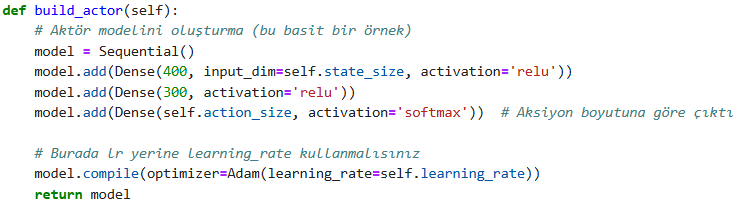 def build_actor(self):
    # Aktör modelini oluşturma (bu basit bir örnek)
    model = Sequential()
    model.add(Dense(400, input_dim=self.state_size, activation='relu'))
    model.add(Dense(300, activation='relu'))
    model.add(Dense(self.action_size, activation='softmax'))  # Aksiyon boyutuna göre çıktı
    # Burada lr yerine learning_rate kullanmalısınız
    model.compile(optimizer=Adam(learning_rate=self.learning_rate))
    return model